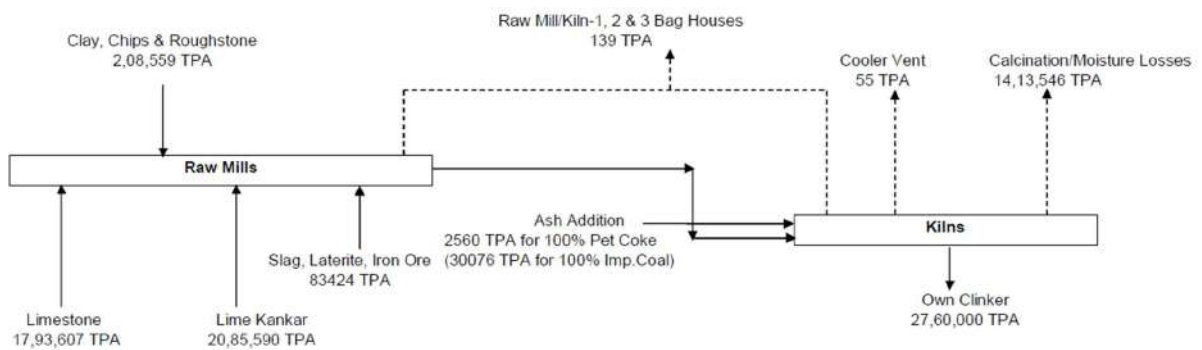 Raw Mill/Kiln-1, 2 & 3 Bag Houses
139 TPA
Clay, Chips & Roughstone
2,08,559 TPA
Cooler Vent
55 TPA
Calcination/Moisture Losses
14,13,546 TPA
Raw Mills
Ash Addition
2560 TPA for 100% Pet Coke
(30076 TPA for 100% Imp.Coal)
Kilns
Slag, Laterite, Iron Ore
83424 TPA
Limestone
17,93,607 TPA
Lime Kankar
20,85,590 TPA
Own Clinker
27,60,000 TPA